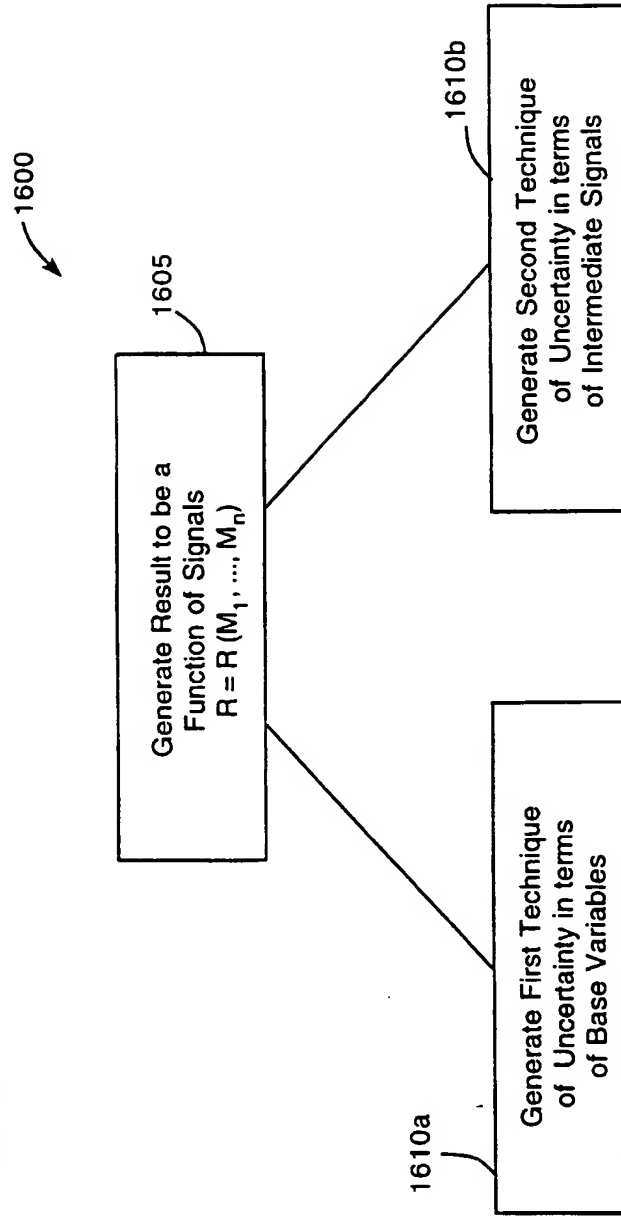 1600
1605
Generate Result to be a
Function of Signals
R = R (M₁, ..., Mₙ)
1610a
Generate First Technique
of Uncertainty in terms
of Base Variables
1610b
Generate Second Technique
of Uncertainty in terms
of Intermediate Signals